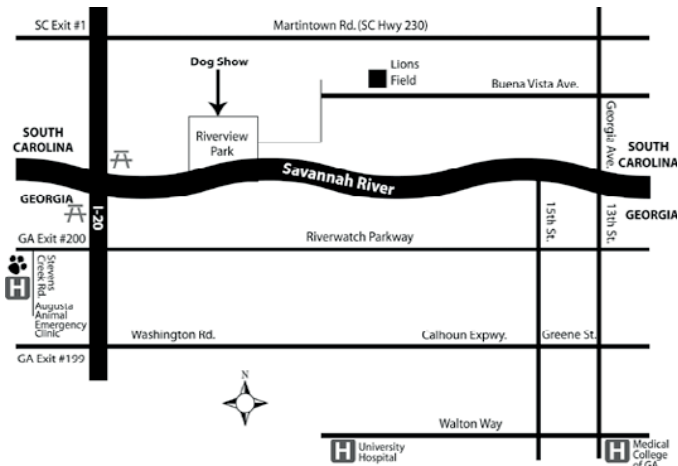 SC Exit #1
Martintown Rd. (SC Hwy 230)
Dog Show
Lions
Field
Buena Vista Ave.
Riverview
Park
Georgia Ave.
SOUTH
CAROLINA
SOUTH
CAROLINA
Savannah River
GEORGIA
GEORGIA
I-20
15th St.
13th St.
GA Exit #200
Riverwatch Parkway
Stevens
Creek Rd.
H
Augusta
Animal
Emergency
Clinic
Washington Rd.
Calhoun Expwy.
Greene St.
GA Exit #199
N
Walton Way
H
University
Hospital
H
Medical
College
of GA